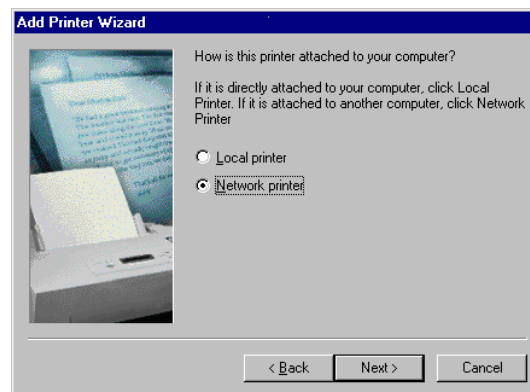 Add Printer Wizard
How is this printer attached to your computer?
If it is directly attached to your computer, click Local
Printer. If it is attached to another computer, click Network
Printer
Local printer
Network printer
< Back
Next >
Cancel